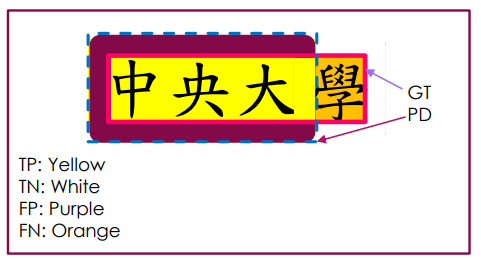 中央大學
GT
PD
TP: Yellow
TN: White
FP: Purple
FN: Orange